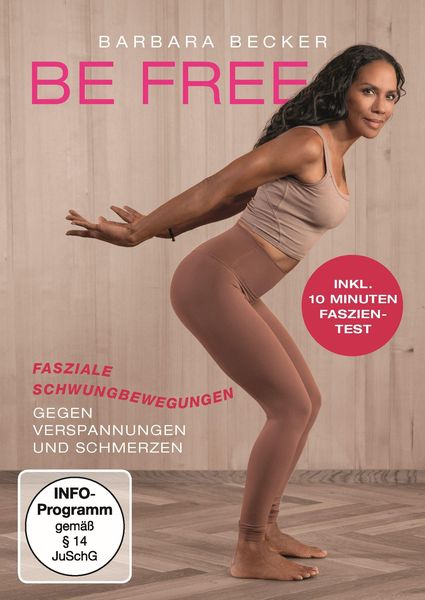 BARBARA BECKER
BE FREE
INKL.
10 MINUTEN
FASZIEN-
TEST
FASZIALE
SCHWUNGBEWEGUNGEN
GEGEN
VERSPANNUNGEN
UND SCHMERZEN
INFO-
Programm
gemäß
§ 14
JuSchG